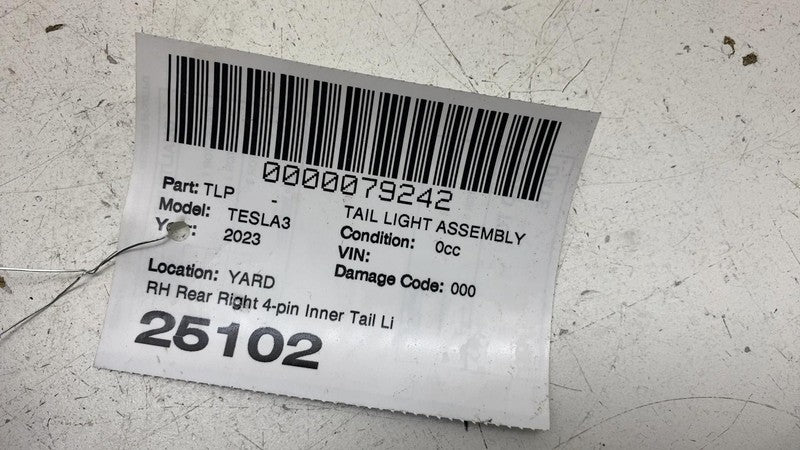 0000079242
Part: TLP - TAIL LIGHT ASSEMBLY
Model: TESLA3 Condition: 0cc
2023 VIN:
Location: YARD Damage Code: 000
RH Rear Right 4-pin Inner Tail Li
25102